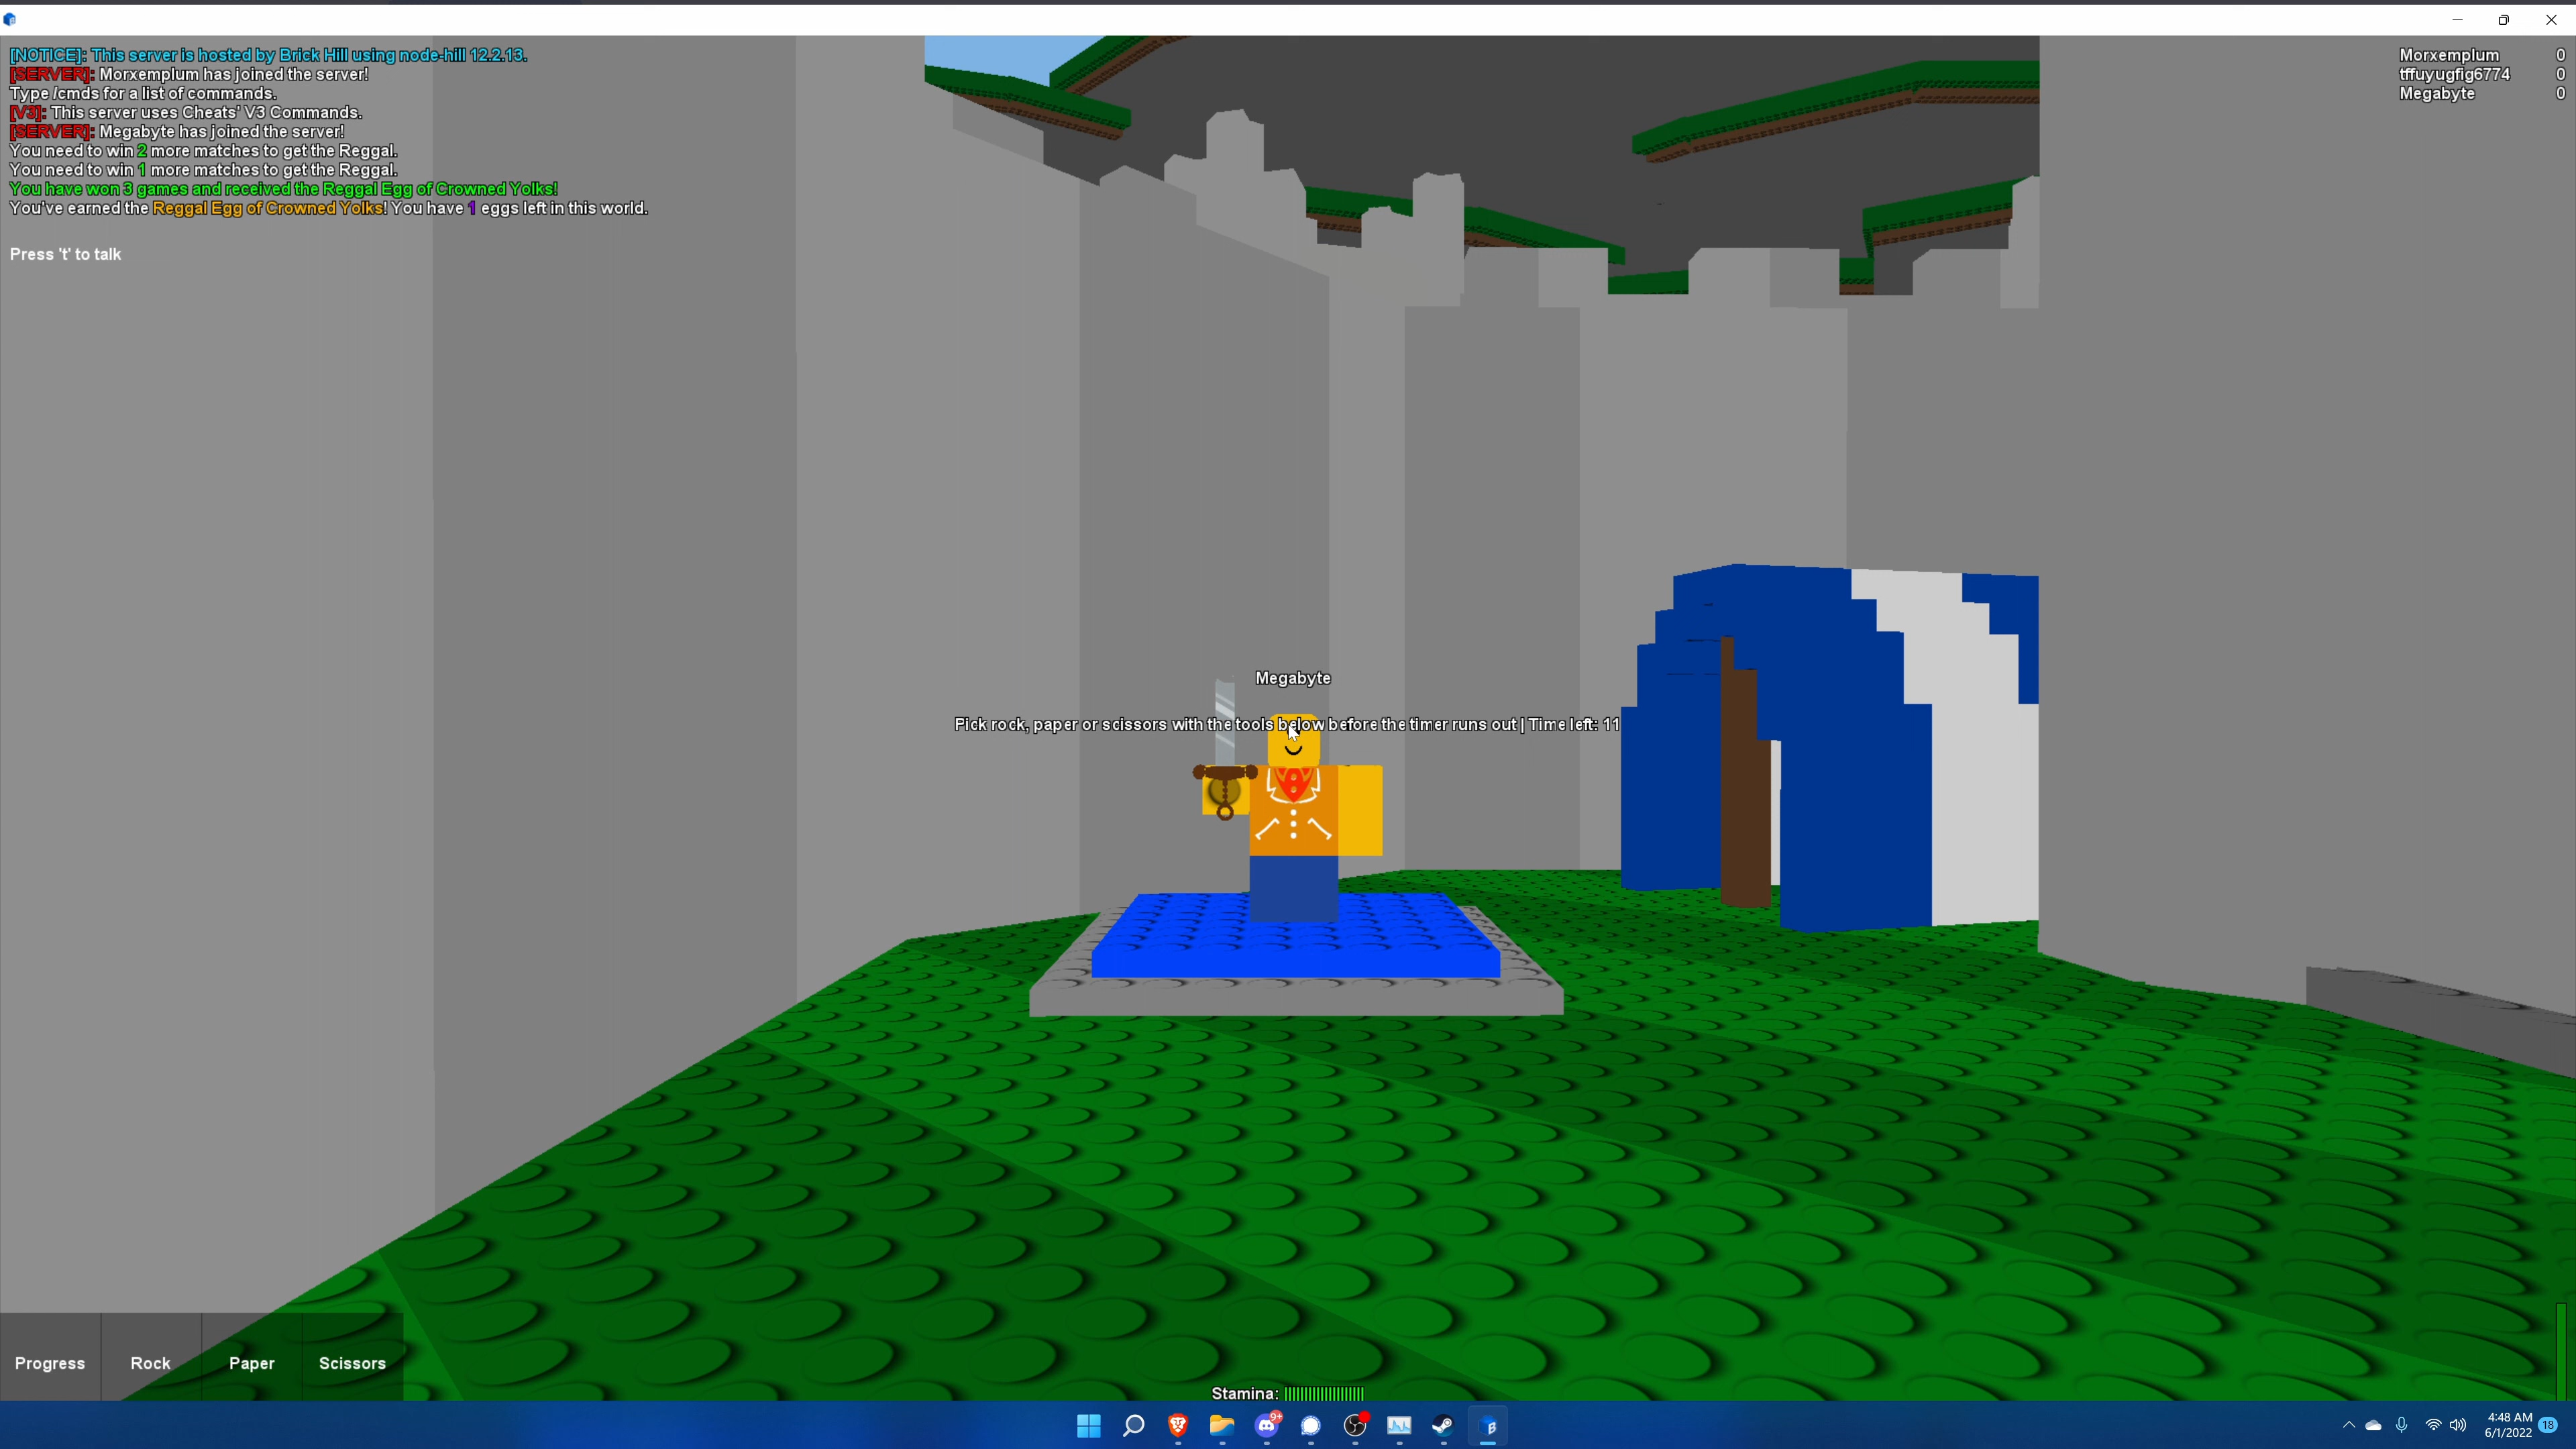 [NOTICE]: This server is hosted by Brick Hill using node-hill 12.2.13.
[SERVER]: Morxemplum has joined the server!
Type /cmds for a list of commands.
[V3]: This server uses Cheats' V3 Commands.
[SERVER]: Megabyte has joined the server!
You need to win 2 more matches to get the Reggal.
You need to win 1 more matches to get the Reggal.
You have won 3 games and received the Reggal Egg of Crowned Yolks!
You've earned the Reggal Egg of Crowned Yolks! You have 1 eggs left in this world.
Press 't' to talk
Morxemplum 0
tffuyugfig6774 0
Megabyte 0
Megabyte
Pick rock, paper or scissors with the tools below before the timer runs out | Time left: 11
Progress Rock Paper Scissors
Stamina: ||||||||||||||||||||
9+
4:48 AM
6/1/2022
18